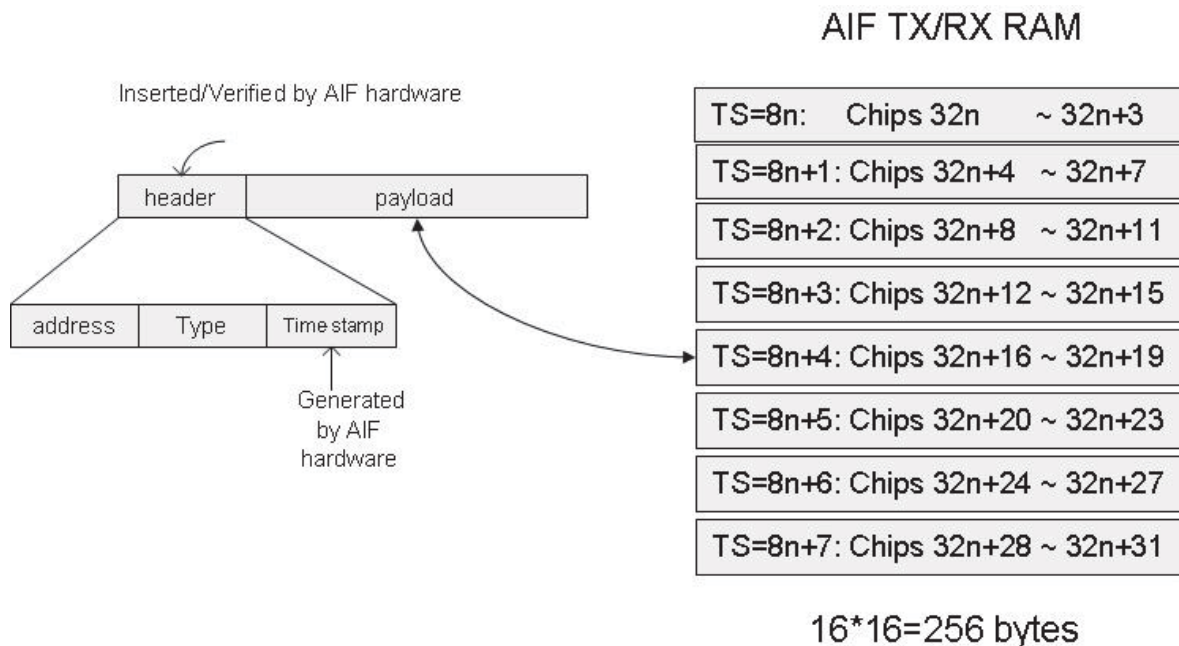 AIF TX/RX RAM
Inserted/Verified by AIF hardware
header
payload
address
Type
Time stamp
Generated
by AIF
hardware
TS=8n: Chips 32n ~ 32n+3
TS=8n+1: Chips 32n+4 ~ 32n+7
TS=8n+2: Chips 32n+8 ~ 32n+11
TS=8n+3: Chips 32n+12 ~ 32n+15
TS=8n+4: Chips 32n+16 ~ 32n+19
TS=8n+5: Chips 32n+20 ~ 32n+23
TS=8n+6: Chips 32n+24 ~ 32n+27
TS=8n+7: Chips 32n+28 ~ 32n+31
16*16=256 bytes